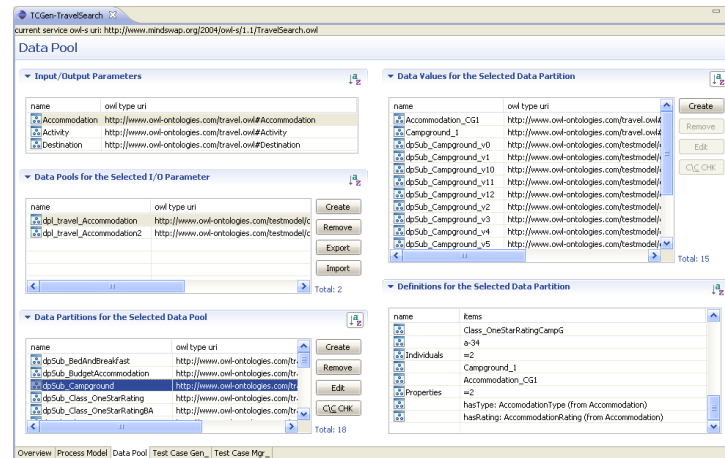 TCGen-TravelSearch
current service owl-s uri: http://www.mindswap.org/2004/owl-s/1.1/TravelSearch.owl
Data Pool
Input/Output Parameters
name owl type uri
Accommodation http://www.owl-ontologies.com/travel.owl#Accommodation
Activity http://www.owl-ontologies.com/travel.owl#Activity
Destination http://www.owl-ontologies.com/travel.owl#Destination
Data Pools for the Selected I/O Parameter
name owl type uri
dpl_travel_Accommodation http://www.owl-ontologies.com/testmodel/c
dpl_travel_Accommodation2 http://www.owl-ontologies.com/testmodel/c
Create
Remove
Export
Import
Total: 2
Data Partitions for the Selected Data Pool
name owl type uri
dpSub_BedAndBreakfast http://www.owl-ontologies.com/tr
dpSub_BudgetAccommodation http://www.owl-ontologies.com/tr
dpSub_Campground http://www.owl-ontologies.com/tra
dpSub_Class_OneStarRating http://www.owl-ontologies.com/tra
dpSub_Class_OneStarRatingBA http://www.owl-ontologies.com/tr
Create
Remove
Edit
C\C CHK
Total: 18
Data Values for the Selected Data Partition
name owl type uri
Accommodation_CG1 http://www.owl-ontologies.com/travel.owl#
Campground_1 http://www.owl-ontologies.com/travel.owl#
dpSub_Campground_v0 http://www.owl-ontologies.com/testmodel/
dpSub_Campground_v1 http://www.owl-ontologies.com/testmodel/
dpSub_Campground_v10 http://www.owl-ontologies.com/testmodel/
dpSub_Campground_v11 http://www.owl-ontologies.com/testmodel/
dpSub_Campground_v12 http://www.owl-ontologies.com/testmodel/
dpSub_Campground_v2 http://www.owl-ontologies.com/testmodel/
dpSub_Campground_v3 http://www.owl-ontologies.com/testmodel/
dpSub_Campground_v4 http://www.owl-ontologies.com/testmodel/
dpSub_Campground_v5 http://www.owl-ontologies.com/testmodel/
Create
Remove
Edit
C\C CHK
Total: 15
Definitions for the Selected Data Partition
name items
Class_OneStarRatingCampG
a-34
Individuals =2
Campground_1
Accommodation_CG1
Properties =2
hasType: AccomodationType (from Accommodation)
hasRating: AccommodationRating (from Accommodation)
Overview Process Model Data Pool Test Case Gen_ Test Case Mgr_